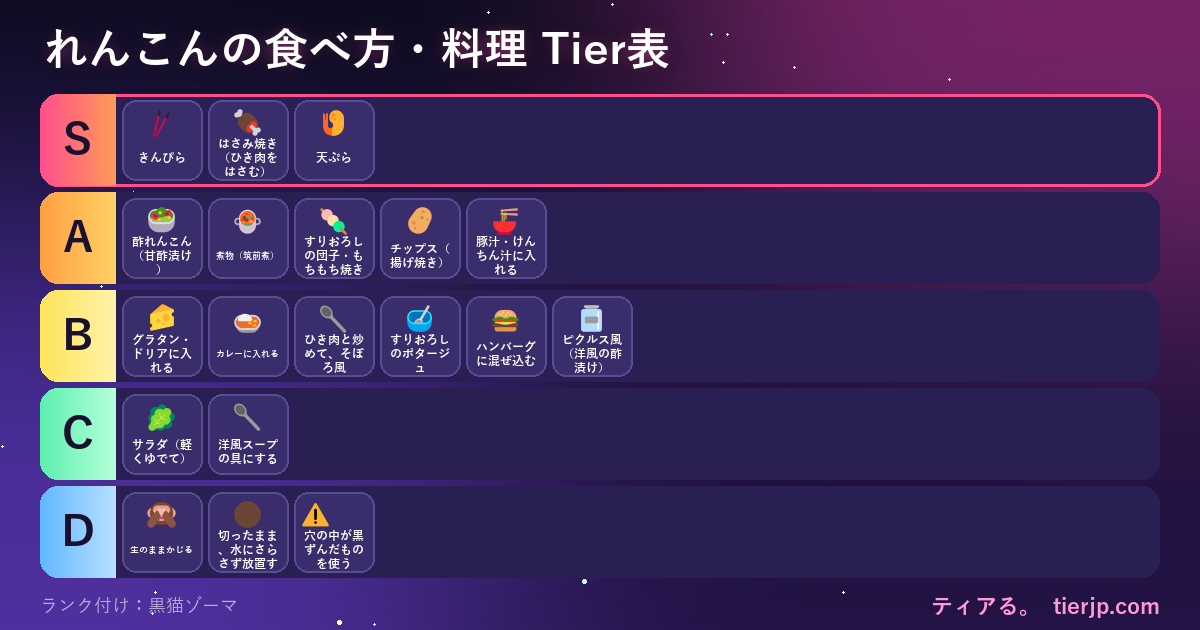 れんこんの食べ方・料理 Tier表
S
きんぴら
はさみ焼き
（ひき肉を
はさむ）
天ぷら
A
酢れんこん
（甘酢漬け
）
煮物（筑前煮）
すりおろし
の団子・も
ちもち焼き
チップス（
揚げ焼き）
豚汁・けん
ちん汁に入
れる
B
グラタン・
ドリアに入
れる
カレーに入れる
ひき肉と炒
めて、そぼ
ろ風
すりおろし
のポタージ
ュ
ハンバーグ
に混ぜ込む
ピクルス風
（洋風の酢
漬け）
C
サラダ（軽
くゆでて）
洋風スープ
の具にする
D
生のままかじる
切ったまま
、水にさら
さず放置す
穴の中が黒
ずんだもの
を使う
ランク付け：黒猫ゾーマ
ティアる。 tierjp.com